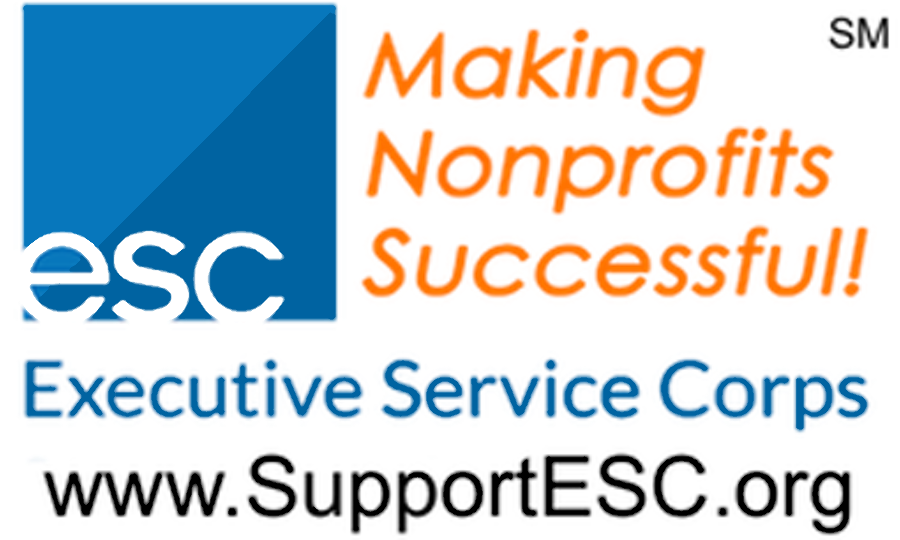 SM
Making
Nonprofits
Successful!
esc
Executive Service Corps
www.SupportESC.org